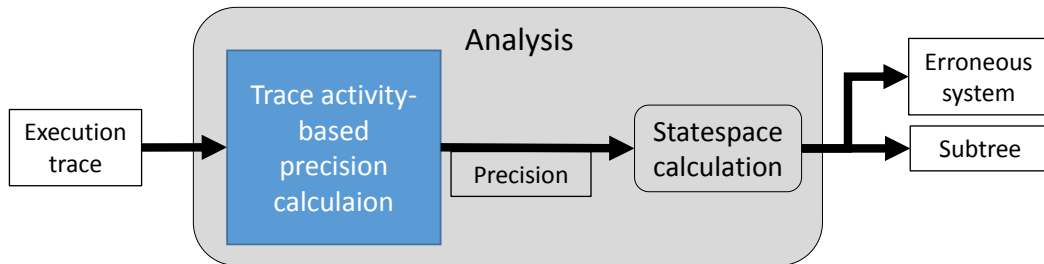 Analysis
Execution
trace
Trace activity-
based
precision
calculaion
Precision
Statespace
calculation
Erroneous
system
Subtree